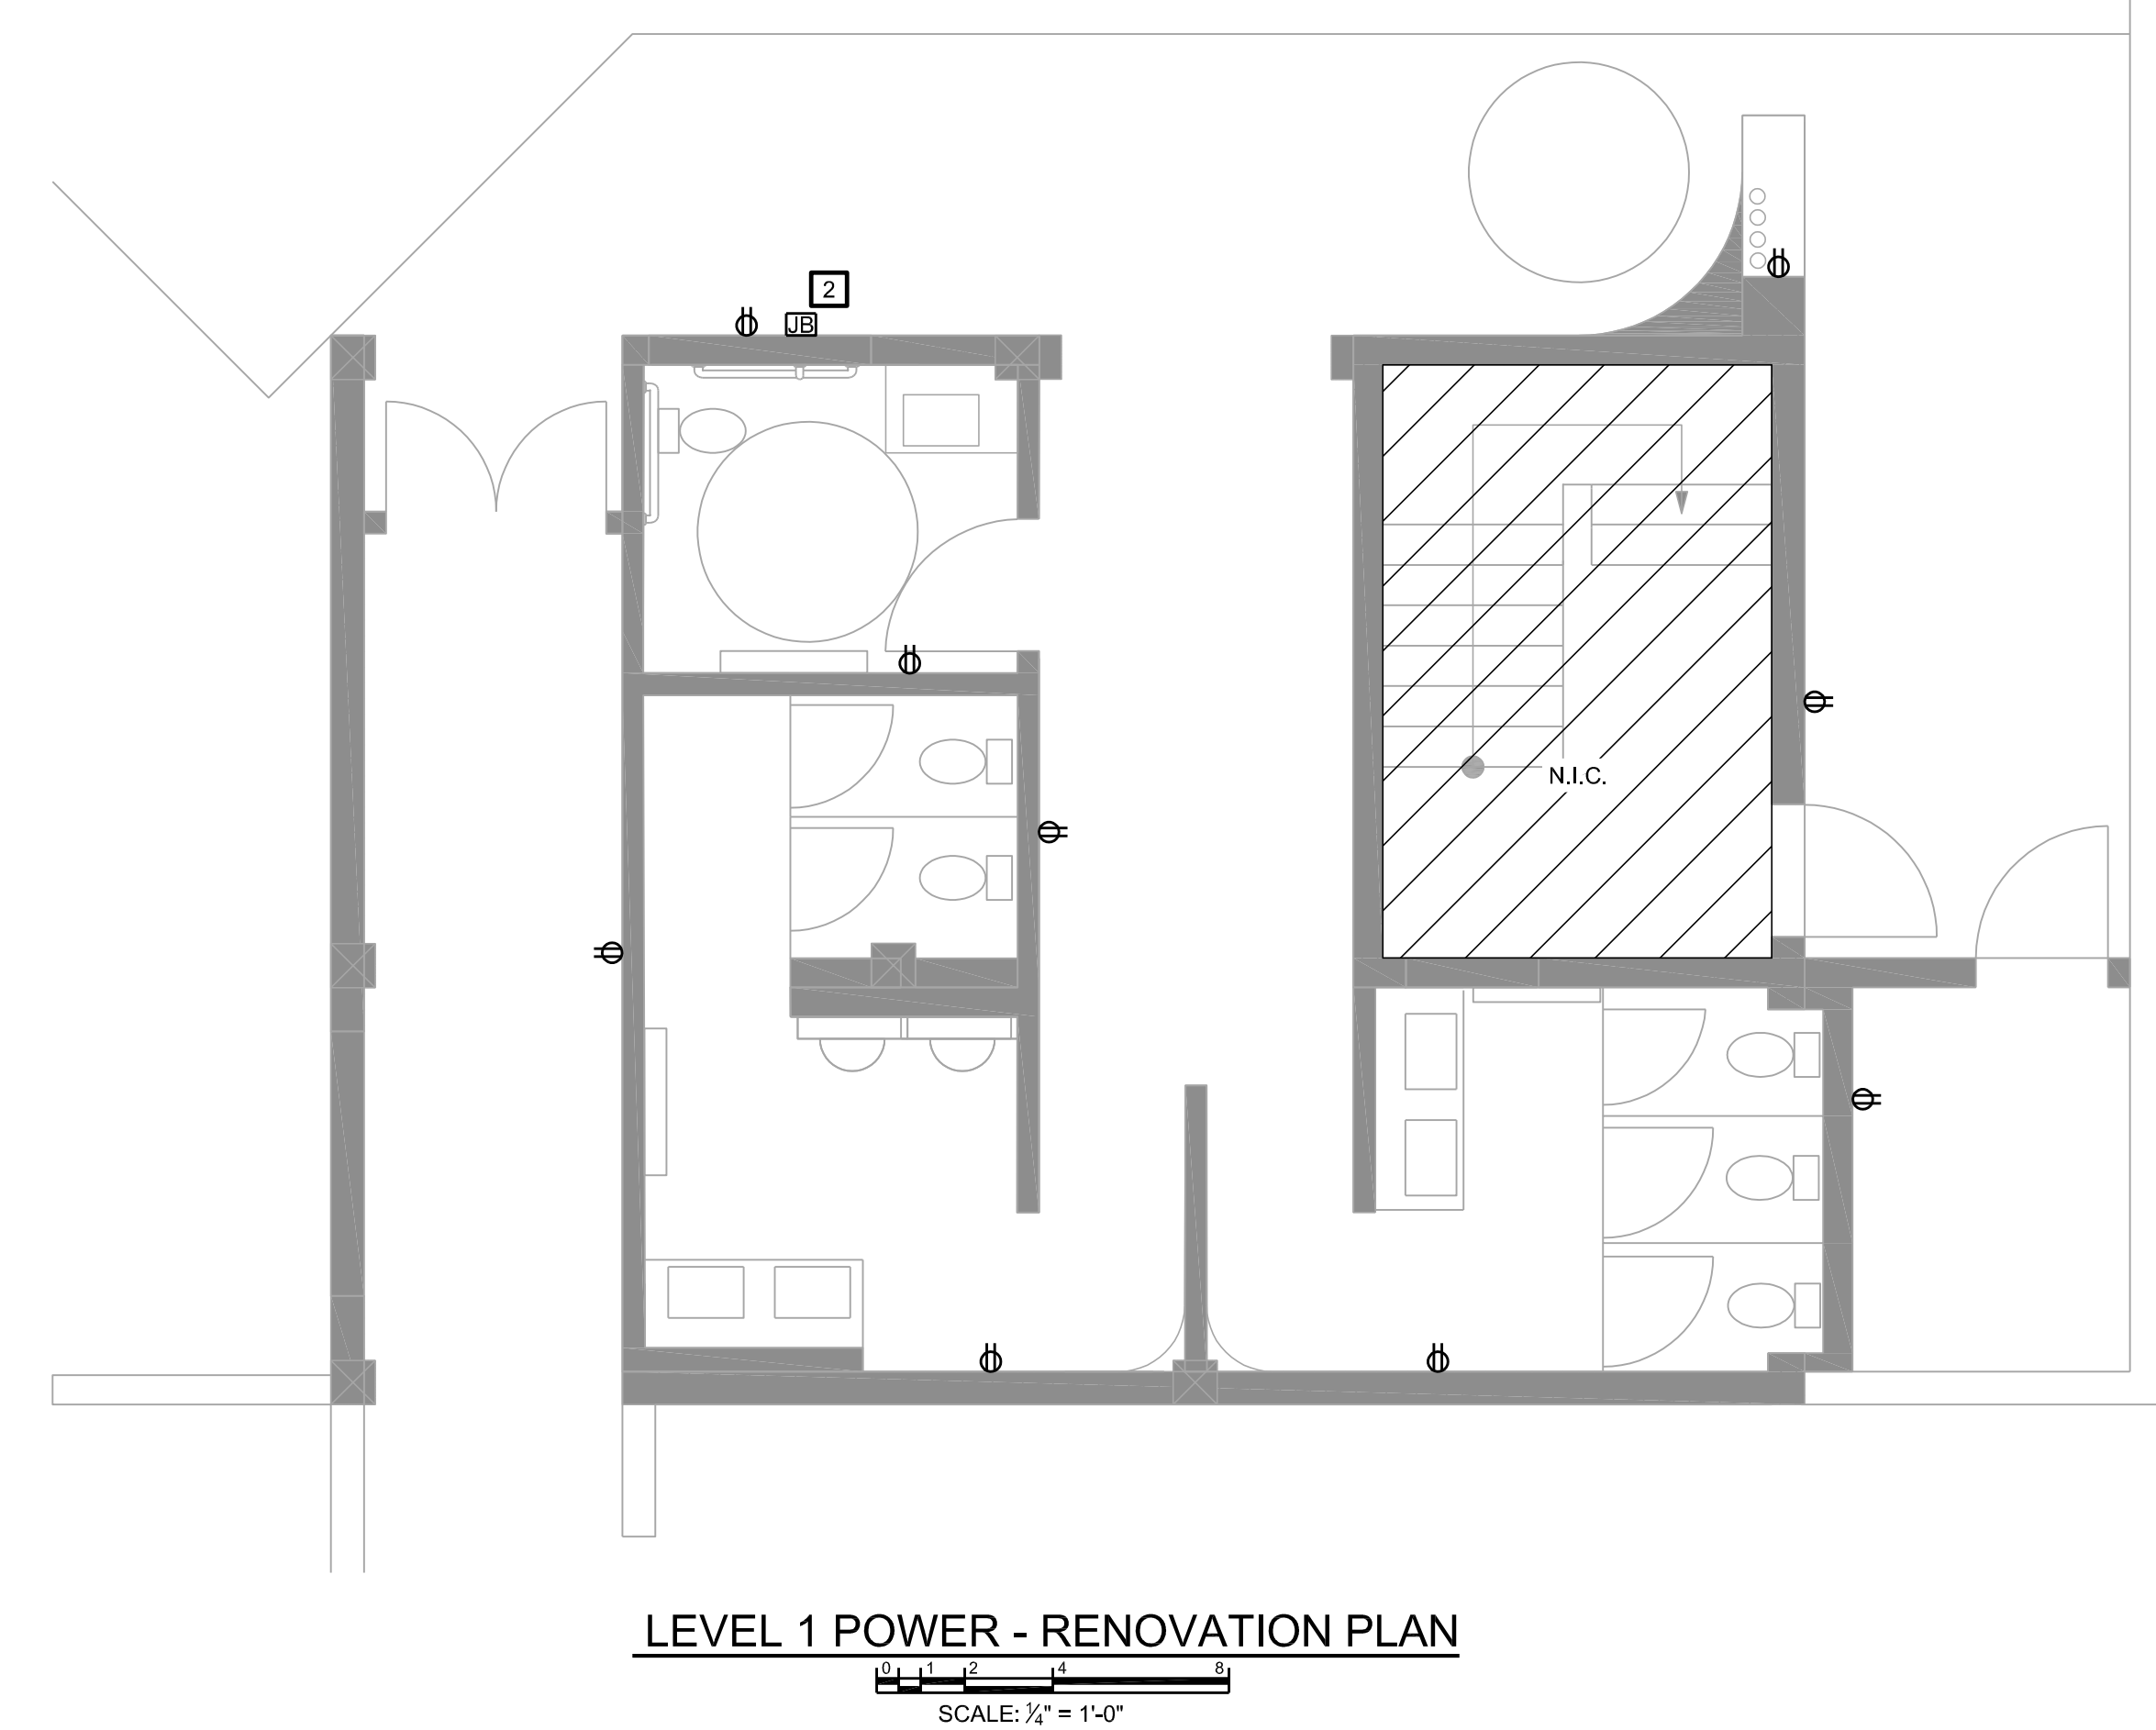 2
JB
N.I.C.
LEVEL 1 POWER - RENOVATION PLAN
0 1 2 4 8
SCALE: 1/4" = 1'-0"